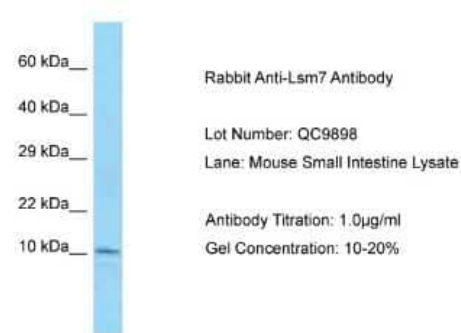 60 kDa
Rabbit Anti-Lsm7 Antibody
40 kDa
Lot Number: QC9898
29 kDa
Lane: Mouse Small Intestine Lysate
22 kDa
Antibody Titration: 1.0µg/ml
10 kDa
Gel Concentration: 10-20%